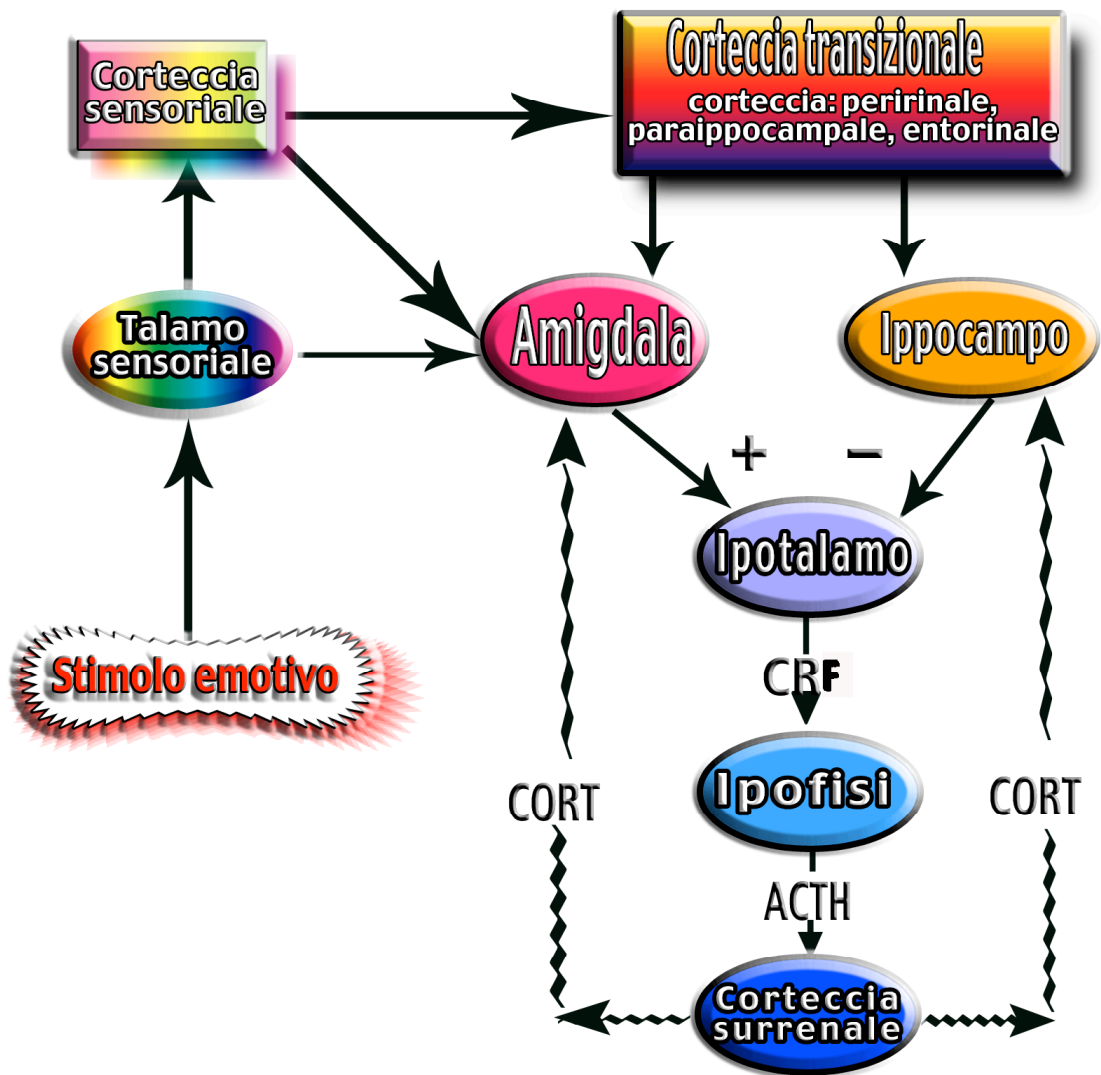 Corteccia
sensoriale
Corteccia transizionale
corteccia: peririnale,
paraippocampale, entorinale
Talamo
sensoriale
Amigdala
Ippocampo
+
−
Ipotalamo
Stimolo emotivo
CRF
Ipofisi
CORT
CORT
ACTH
Corteccia
surrenale